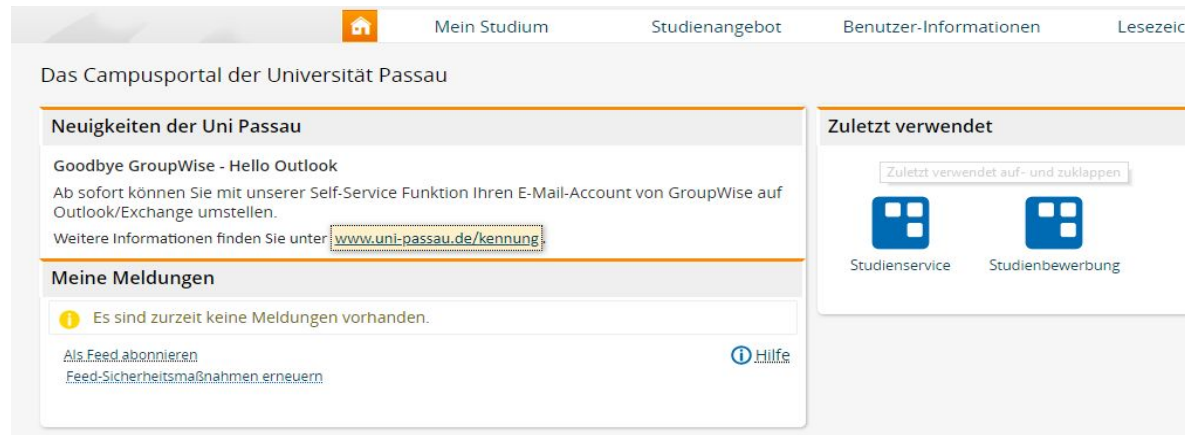 Mein Studium
Studienangebot
Benutzer-Informationen
Lesezeic
Das Campusportal der Universität Passau
Neuigkeiten der Uni Passau
Goodbye GroupWise - Hello Outlook
Ab sofort können Sie mit unserer Self-Service Funktion Ihren E-Mail-Account von GroupWise auf
Outlook/Exchange umstellen.
Weitere Informationen finden Sie unter www.uni-passau.de/kennung.
Meine Meldungen
Es sind zurzeit keine Meldungen vorhanden.
Als Feed abonnieren
Hilfe
Feed-Sicherheitsmaßnahmen erneuern
Zuletzt verwendet
Zuletzt verwendet auf- und zuklappen
Studienservice
Studienbewerbung